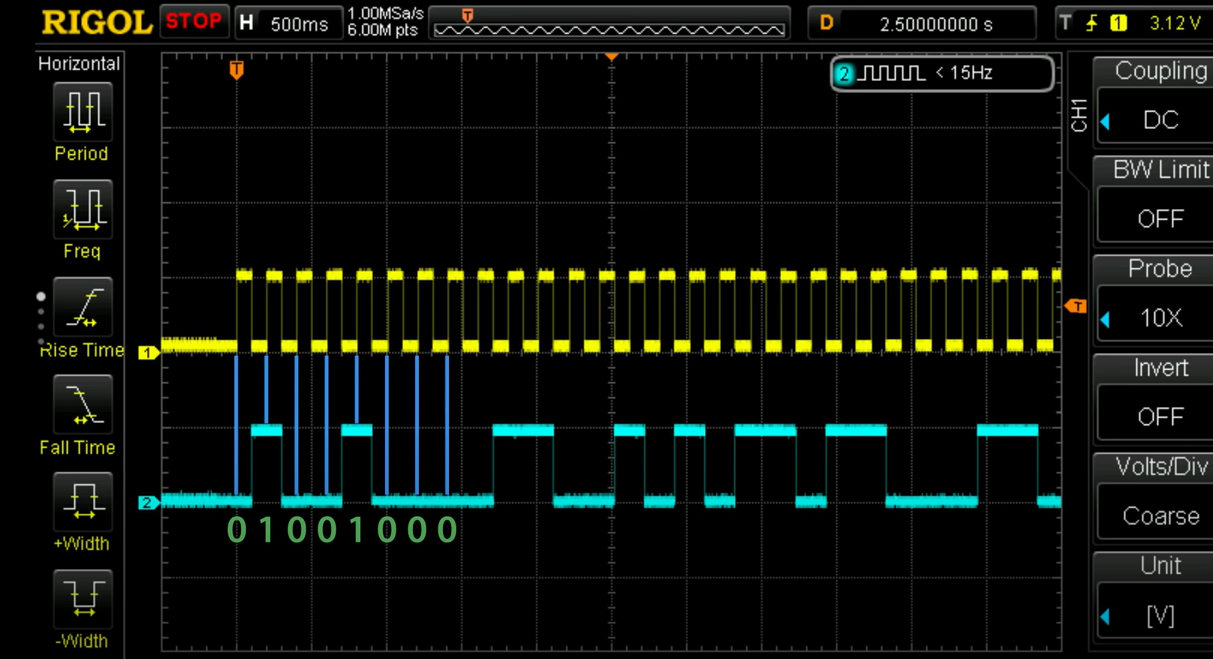 RIGOL STOP H 500ms 1.00MSa/s 6.00M pts T D 2.50000000 s T 1 3.12 V
Horizontal
Period
Freq
Rise Time
Fall Time
+Width
-Width
T
2 < 15Hz
1
T
2
0 1 0 0 1 0 0 0
CH1
Coupling
DC
BW Limit
OFF
Probe
10X
Invert
OFF
Volts/Div
Coarse
Unit
[V]